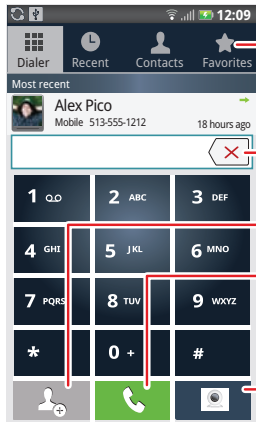 12:09
Dialer Recent Contacts Favorites
Most recent
Alex Pico
Mobile 513-555-1212 18 hours ago
1 2 ABC 3 DEF
4 GHI 5 JKL 6 MNO
7 PQRS 8 TUV 9 WXYZ
* 0 + #